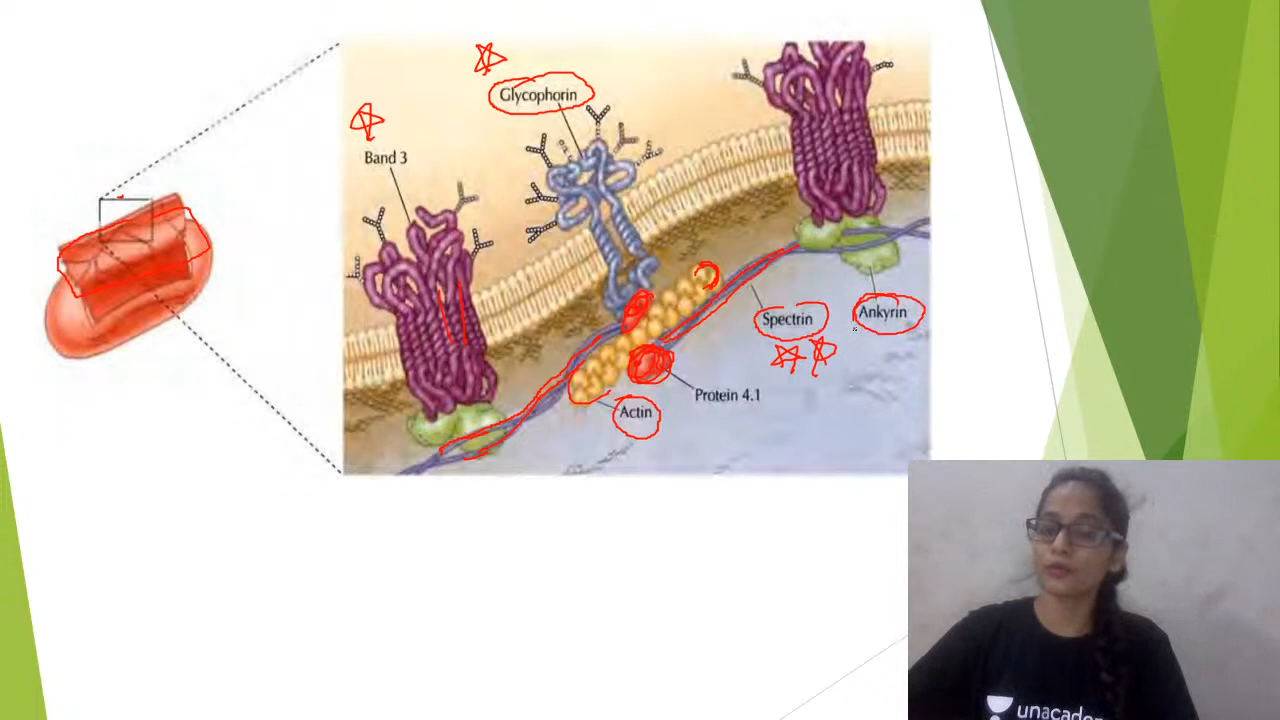 Glycophorin
Band 3
Spectrin
Ankyrin
Protein 4.1
Actin
unacade